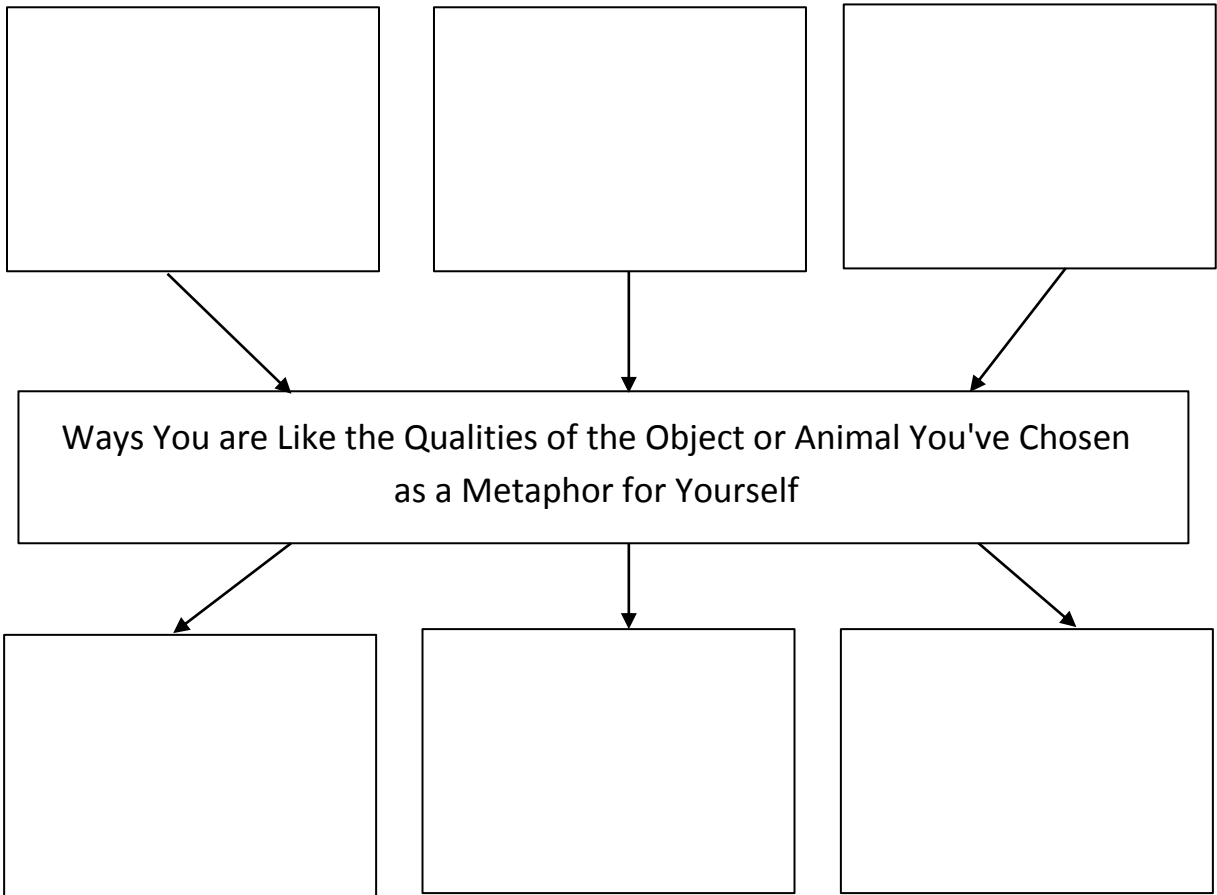 Ways You are Like the Qualities of the Object or Animal You've Chosen
as a Metaphor for Yourself